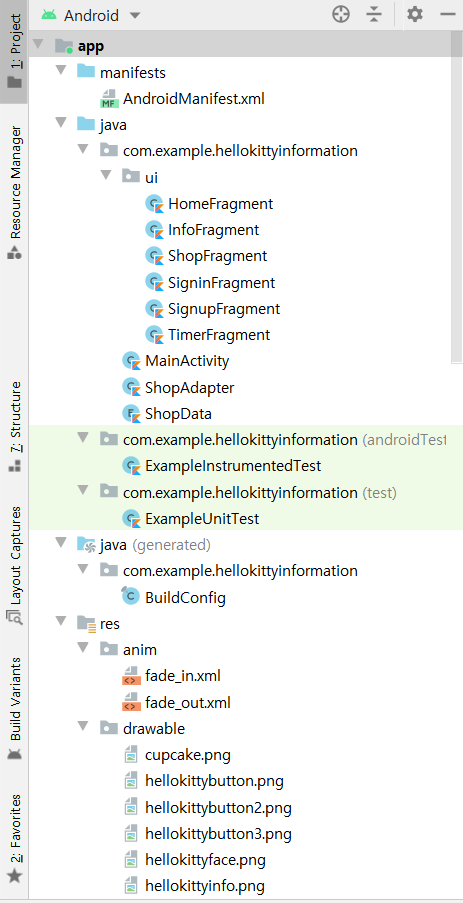 Android
1: Project
Resource Manager
7: Structure
Layout Captures
Build Variants
2: Favorites
app
manifests
MF
AndroidManifest.xml
java
com.example.hellokittyinformation
ui
HomeFragment
InfoFragment
ShopFragment
SigninFragment
SignupFragment
TimerFragment
MainActivity
ShopAdapter
ShopData
com.example.hellokittyinformation (androidTest
ExampleInstrumentedTest
com.example.hellokittyinformation (test)
ExampleUnitTest
java (generated)
com.example.hellokittyinformation
BuildConfig
res
anim
fade_in.xml
fade_out.xml
drawable
cupcake.png
hellokittybutton.png
hellokittybutton2.png
hellokittybutton3.png
hellokittyface.png
hellokittyinfo.png